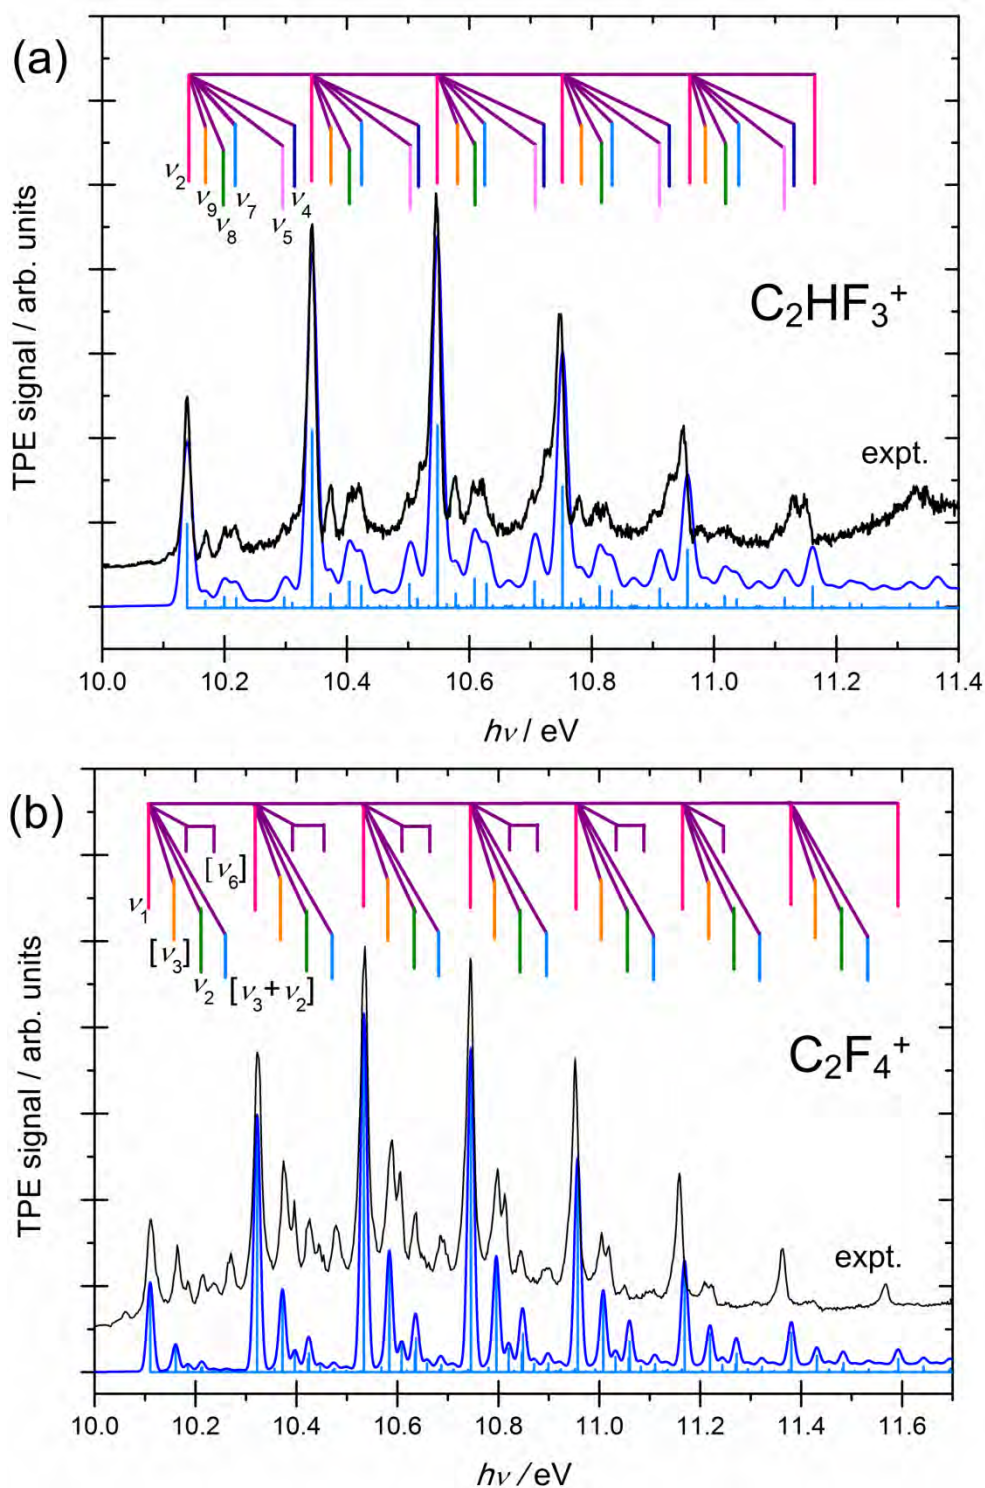 (a)
TPE signal / arb. units
ν2
ν9
ν8
ν7
ν5
ν4
C2HF3+
expt.
10.0 10.2 10.4 10.6 10.8 11.0 11.2 11.4
hν / eV
(b)
TPE signal / arb. units
ν1
[ν3]
ν2
[ν6]
[ν3+ν2]
C2F4+
expt.
10.0 10.2 10.4 10.6 10.8 11.0 11.2 11.4 11.6
hν / eV